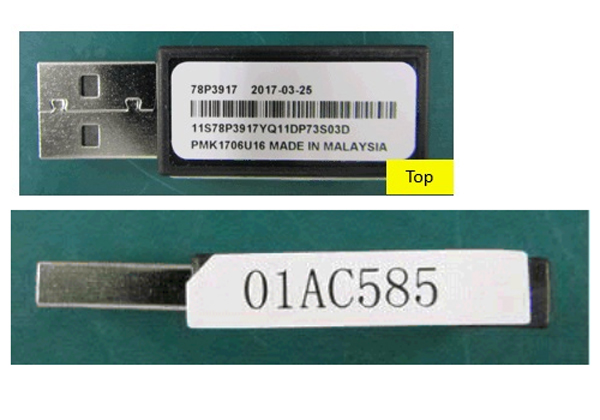 78P3917 2017-03-25
11S78P3917YQ11DP73S03D
PMK1706U16 MADE IN MALAYSIA
Top
01AC585